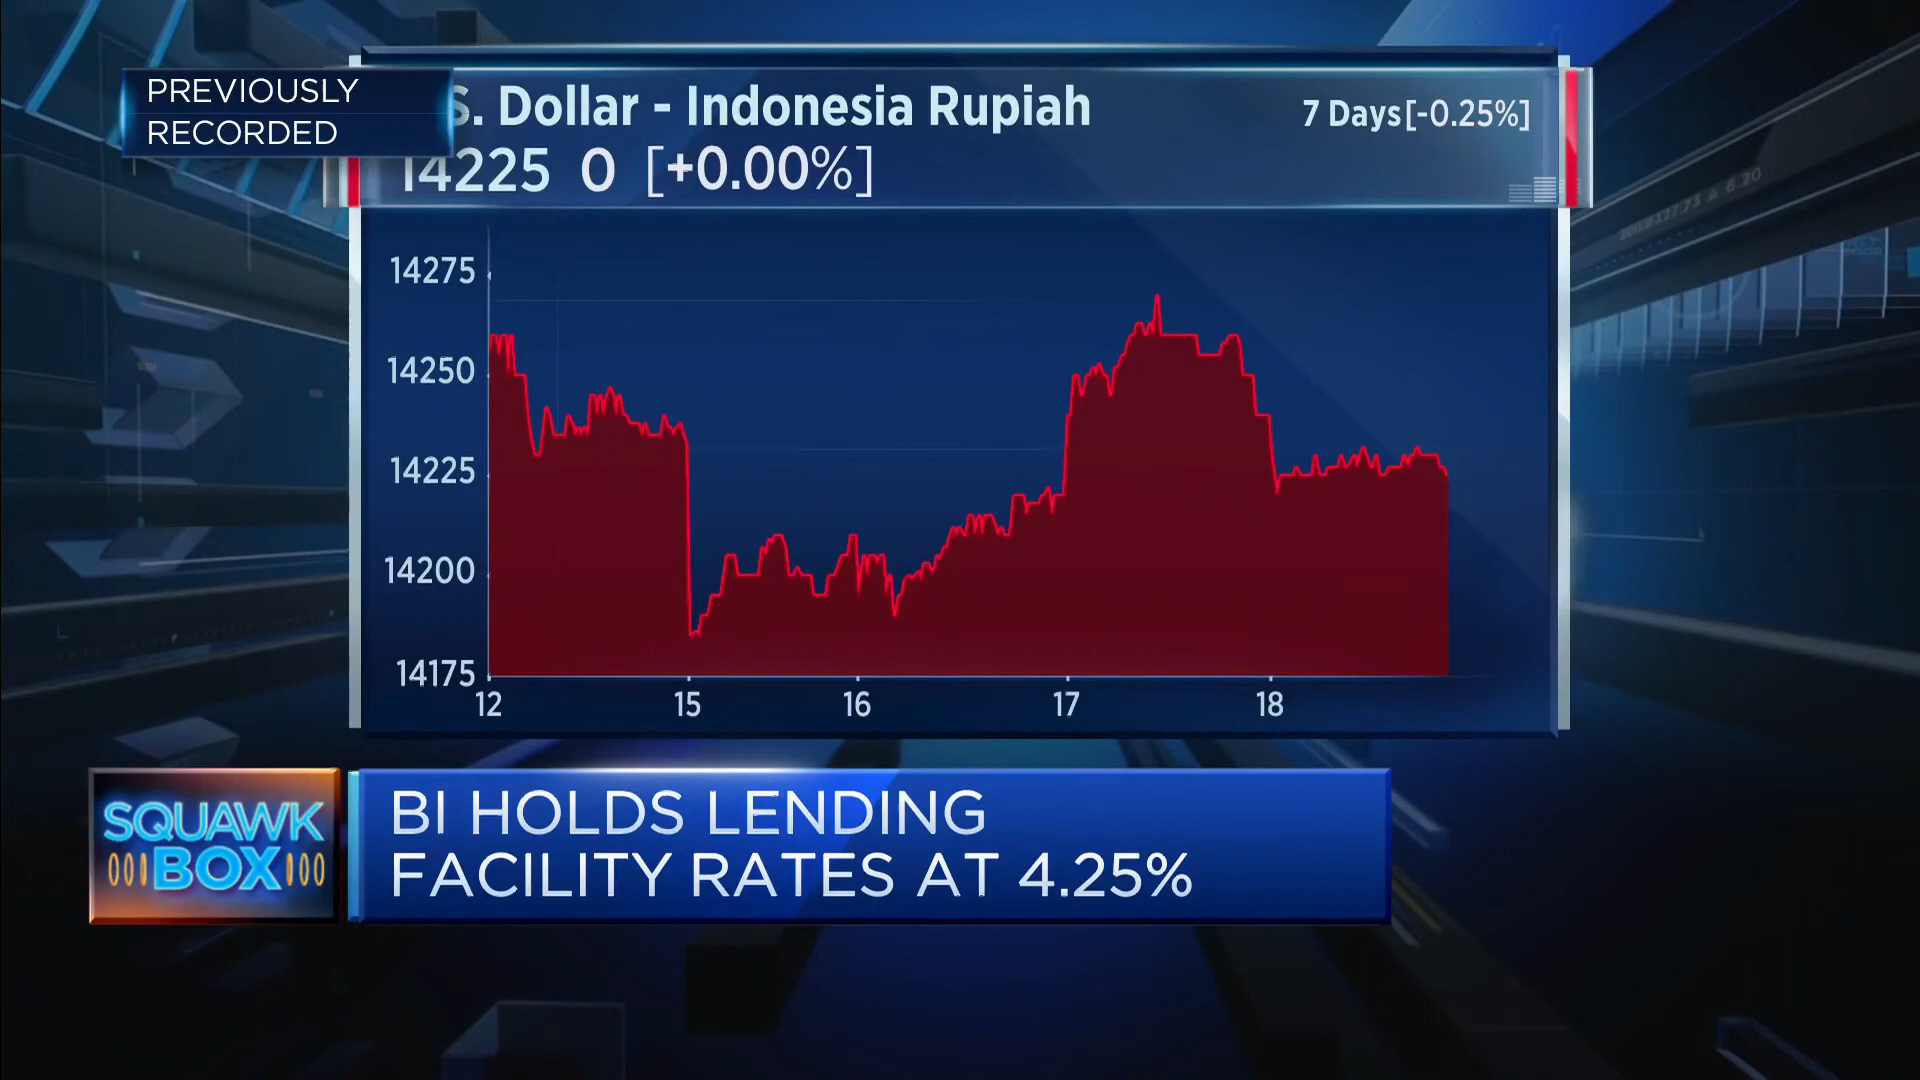 PREVIOUSLY
RECORDED
S. Dollar - Indonesia Rupiah
7 Days[-0.25%]
14225 0 [+0.00%]
14275
14250
14225
14200
14175
12 15 16 17 18
SQUAWK
BOX
BI HOLDS LENDING
FACILITY RATES AT 4.25%